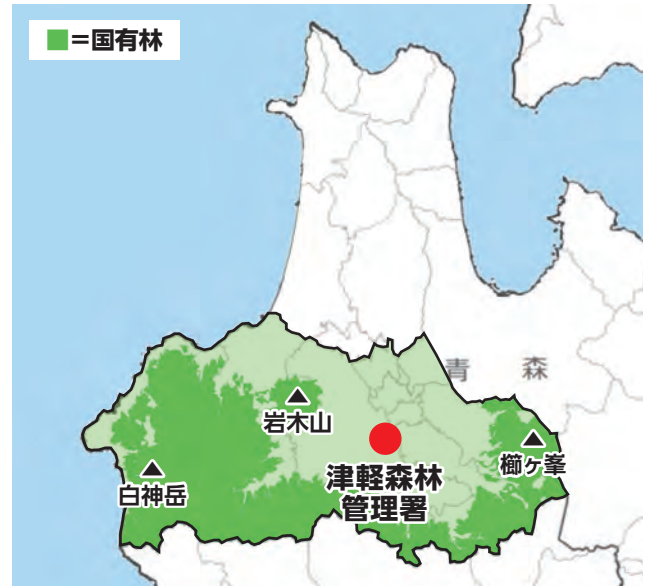 ■=国有林
青 森
岩木山
櫛ヶ峯
白神岳
津軽森林
管理署